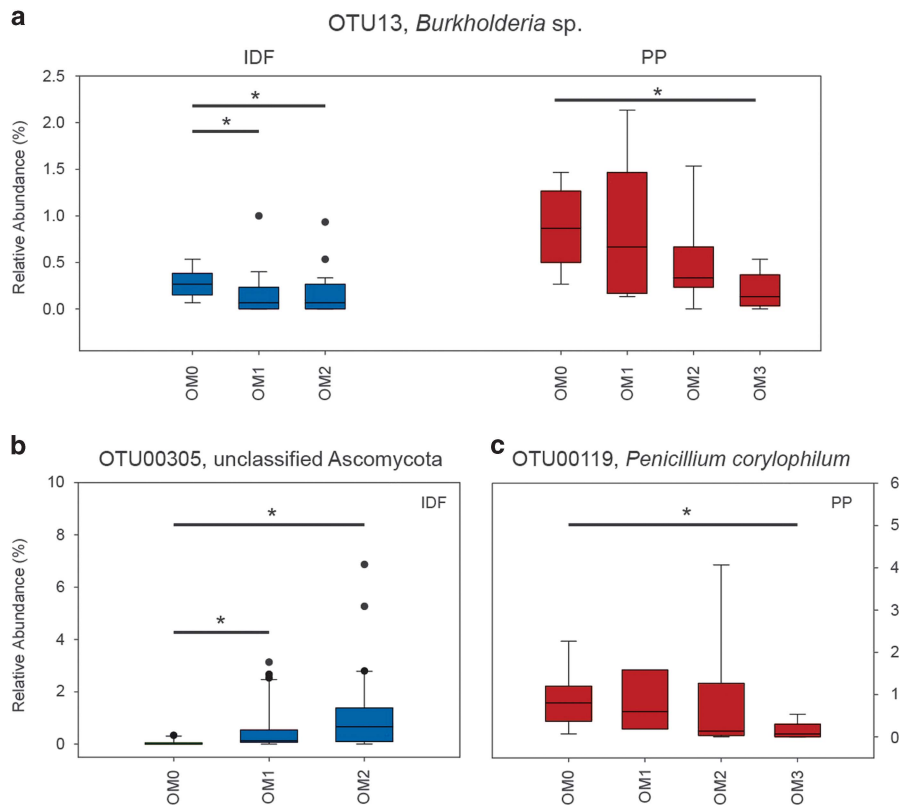 a
OTU13, Burkholderia sp.
IDF PP
Relative Abundance (%)
2.5
2.0
1.5
1.0
0.5
0.0
* * *
OM0 OM1 OM2 OM0 OM1 OM2 OM3
b
OTU00305, unclassified Ascomycota
IDF
Relative Abundance (%)
10
8
6
4
2
0
* *
OM0 OM1 OM2
c
OTU00119, Penicillium corylophilum
PP
6
5
4
3
2
1
0
*
OM0 OM1 OM2 OM3